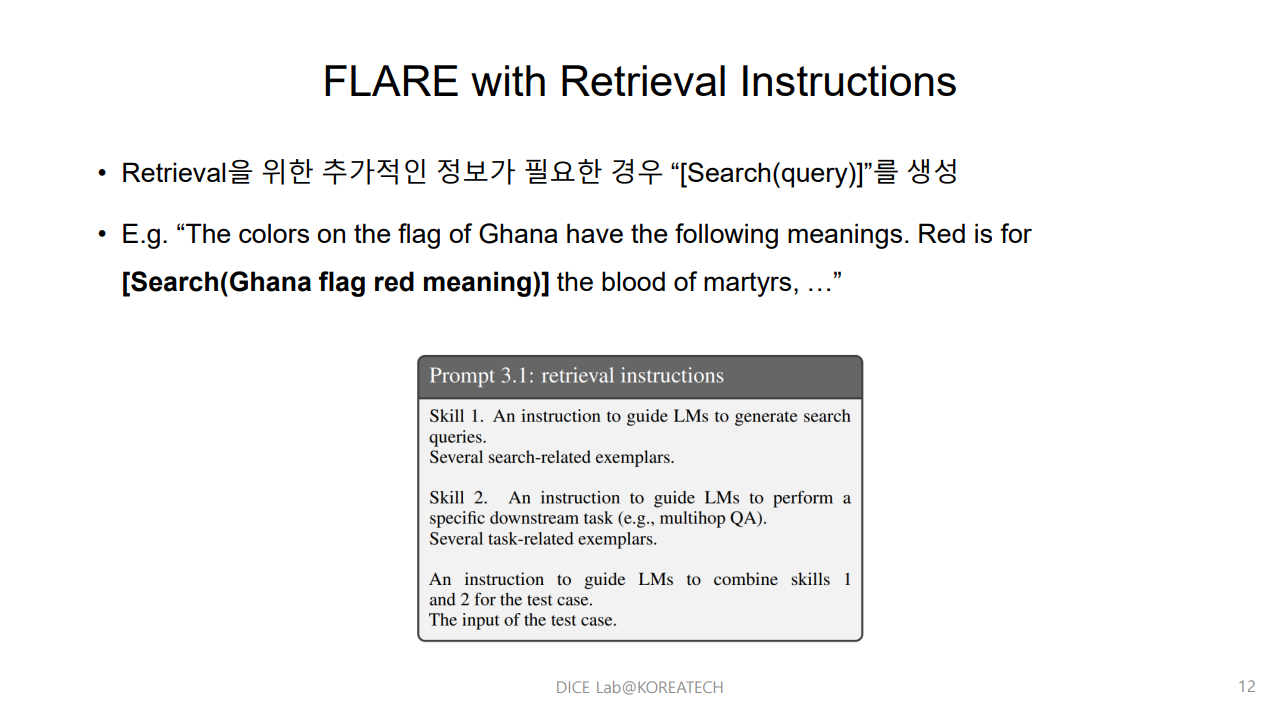 FLARE with Retrieval Instructions
• Retrieval을 위한 추가적인 정보가 필요한 경우 “[Search(query)]”를 생성
• E.g. “The colors on the flag of Ghana have the following meanings. Red is for
[Search(Ghana flag red meaning)] the blood of martyrs, …”
Prompt 3.1: retrieval instructions
Skill 1. An instruction to guide LMs to generate search
queries.
Several search-related exemplars.
Skill 2. An instruction to guide LMs to perform a
specific downstream task (e.g., multihop QA).
Several task-related exemplars.
An instruction to guide LMs to combine skills 1
and 2 for the test case.
The input of the test case.
DICE Lab@KOREATECH
12